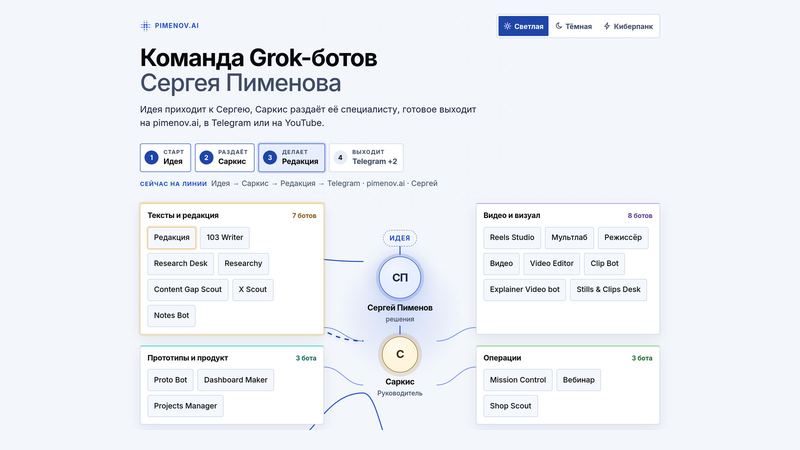 PIMENOV.AI
Светлая
Тёмная
Киберпанк
Команда Grok-ботов
Сергея Пименова
Идея приходит к Сергею, Саркис раздаёт её специалисту, готовое выходит
на pimenov.ai, в Telegram или на YouTube.
1 СТАРТ Идея
2 РАЗДАЁТ Саркис
3 ДЕЛАЕТ Редакция
4 ВЫХОДИТ Telegram +2
СЕЙЧАС НА ЛИНИИ Идея → Саркис → Редакция → Telegram · pimenov.ai · Сергей
Тексты и редакция 7 ботов
Редакция 103 Writer
Research Desk Researchy
Content Gap Scout X Scout
Notes Bot
ИДЕЯ
СП
Сергей Пименов
решения
С
Саркис
Руководитель
Видео и визуал 8 ботов
Reels Studio Мультлаб Режиссёр
Видео Video Editor Clip Bot
Explainer Video bot Stills & Clips Desk
Прототипы и продукт 3 бота
Proto Bot Dashboard Maker
Projects Manager
Операции 3 бота
Mission Control Вебинар
Shop Scout